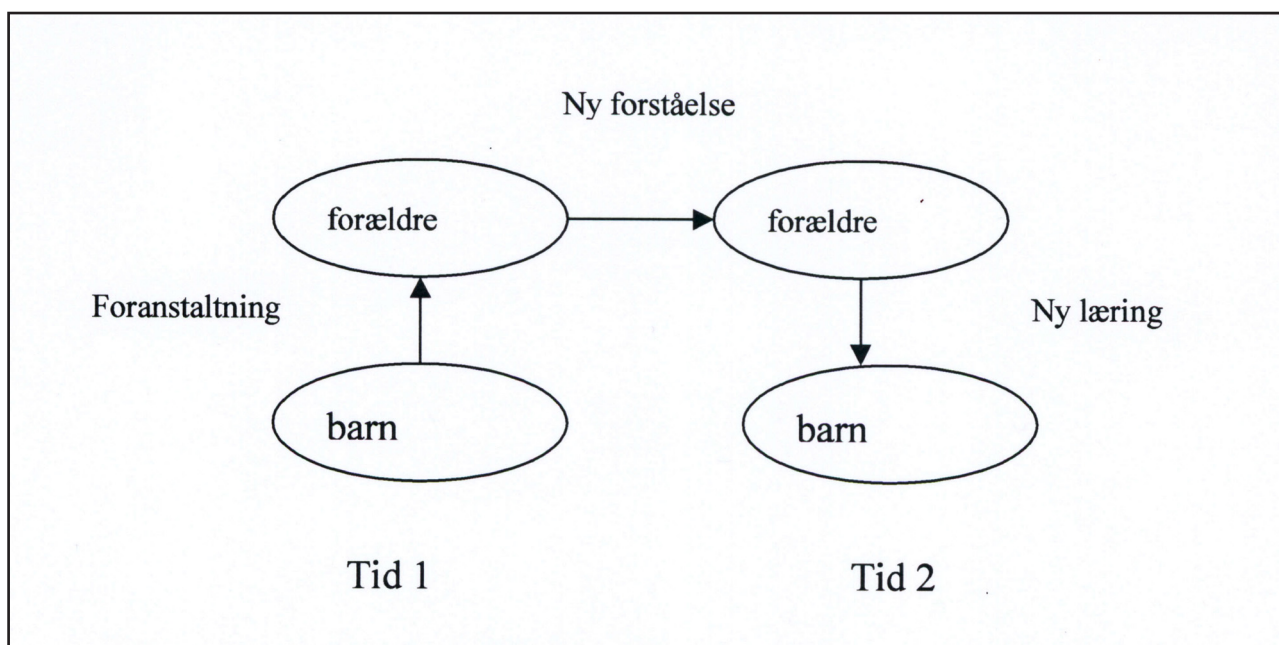 Ny forståelse
forældre
forældre
Foranstaltning
Ny læring
barn
barn
Tid 1
Tid 2